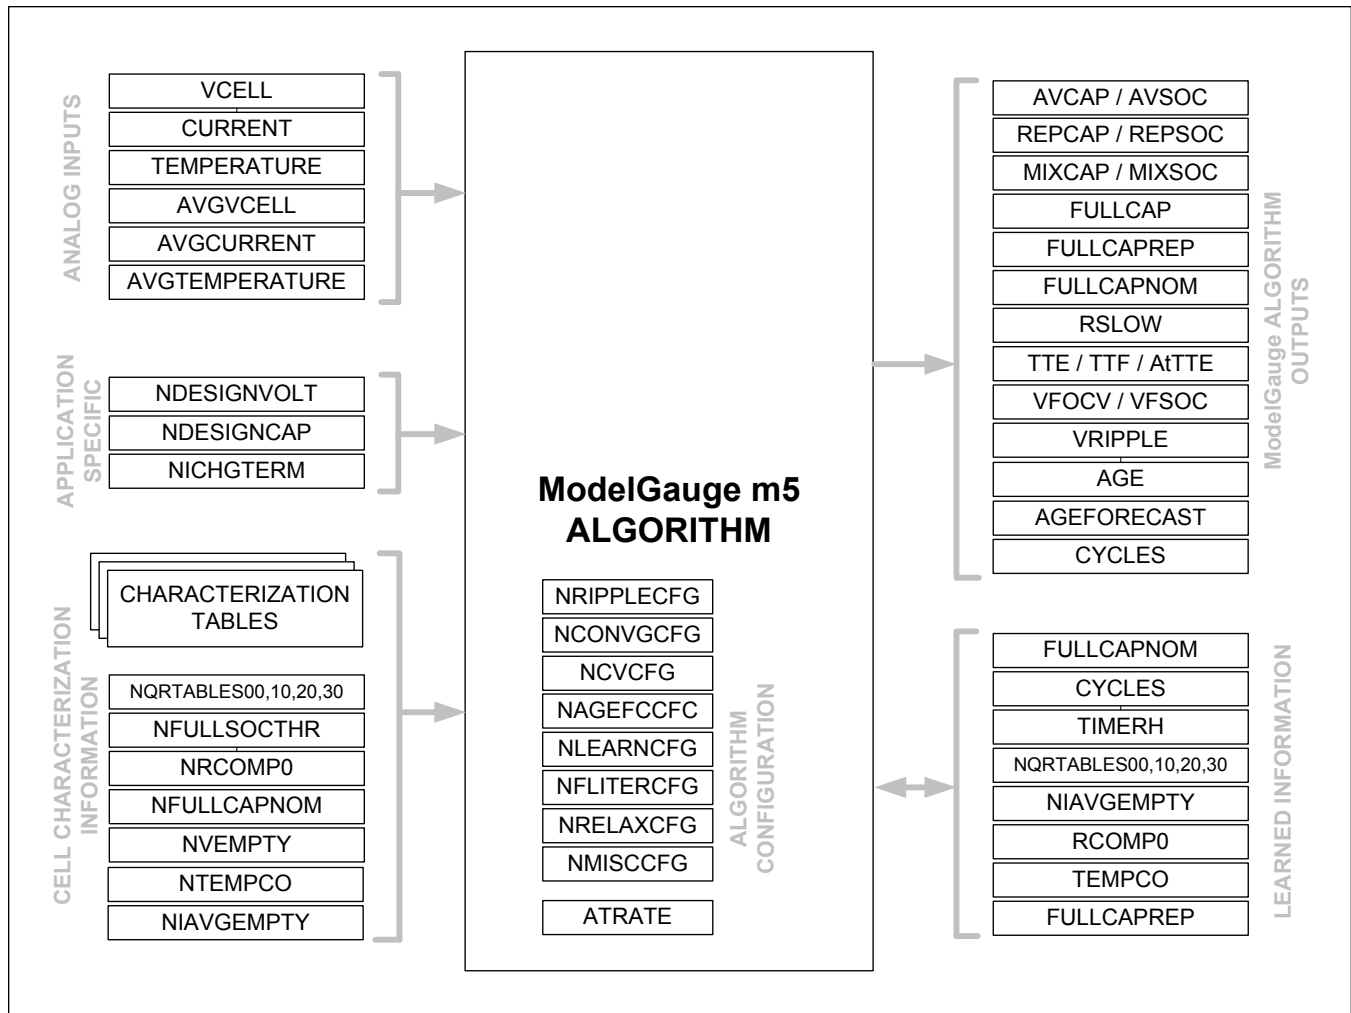 ANALOG INPUTS
VCELL
CURRENT
TEMPERATURE
AVGVCELL
AVGCURRENT
AVGTEMPERATURE
APPLICATION
SPECIFIC
NDESIGNVOLT
NDESIGNCAP
NICHGTERM
CELL CHARACTERIZATION
INFORMATION
CHARACTERIZATION
TABLES
NQRTABLES00,10,20,30
NFULLSOCTHR
NRCOMP0
NFULLCAPNOM
NVEMPTY
NTEMPCO
NIAVGEMPTY
ModelGauge m5
ALGORITHM
NRIPPLECFG
NCONVGCFG
NCVCFG
NAGEFCCFC
NLEARNCFG
NFLITERCFG
NRELAXCFG
NMISCCFG
ATRATE
ALGORITHM
CONFIGURATION
AVCAP / AVSOC
REPCAP / REPSOC
MIXCAP / MIXSOC
FULLCAP
FULLCAPREP
FULLCAPNOM
RSLOW
TTE / TTF / AtTTE
VFOCV / VFSOC
VRIPPLE
AGE
AGEFORECAST
CYCLES
ModelGauge ALGORITHM
OUTPUTS
FULLCAPNOM
CYCLES
TIMERH
NQRTABLES00,10,20,30
NIAVGEMPTY
RCOMP0
TEMPCO
FULLCAPREP
LEARNED INFORMATION